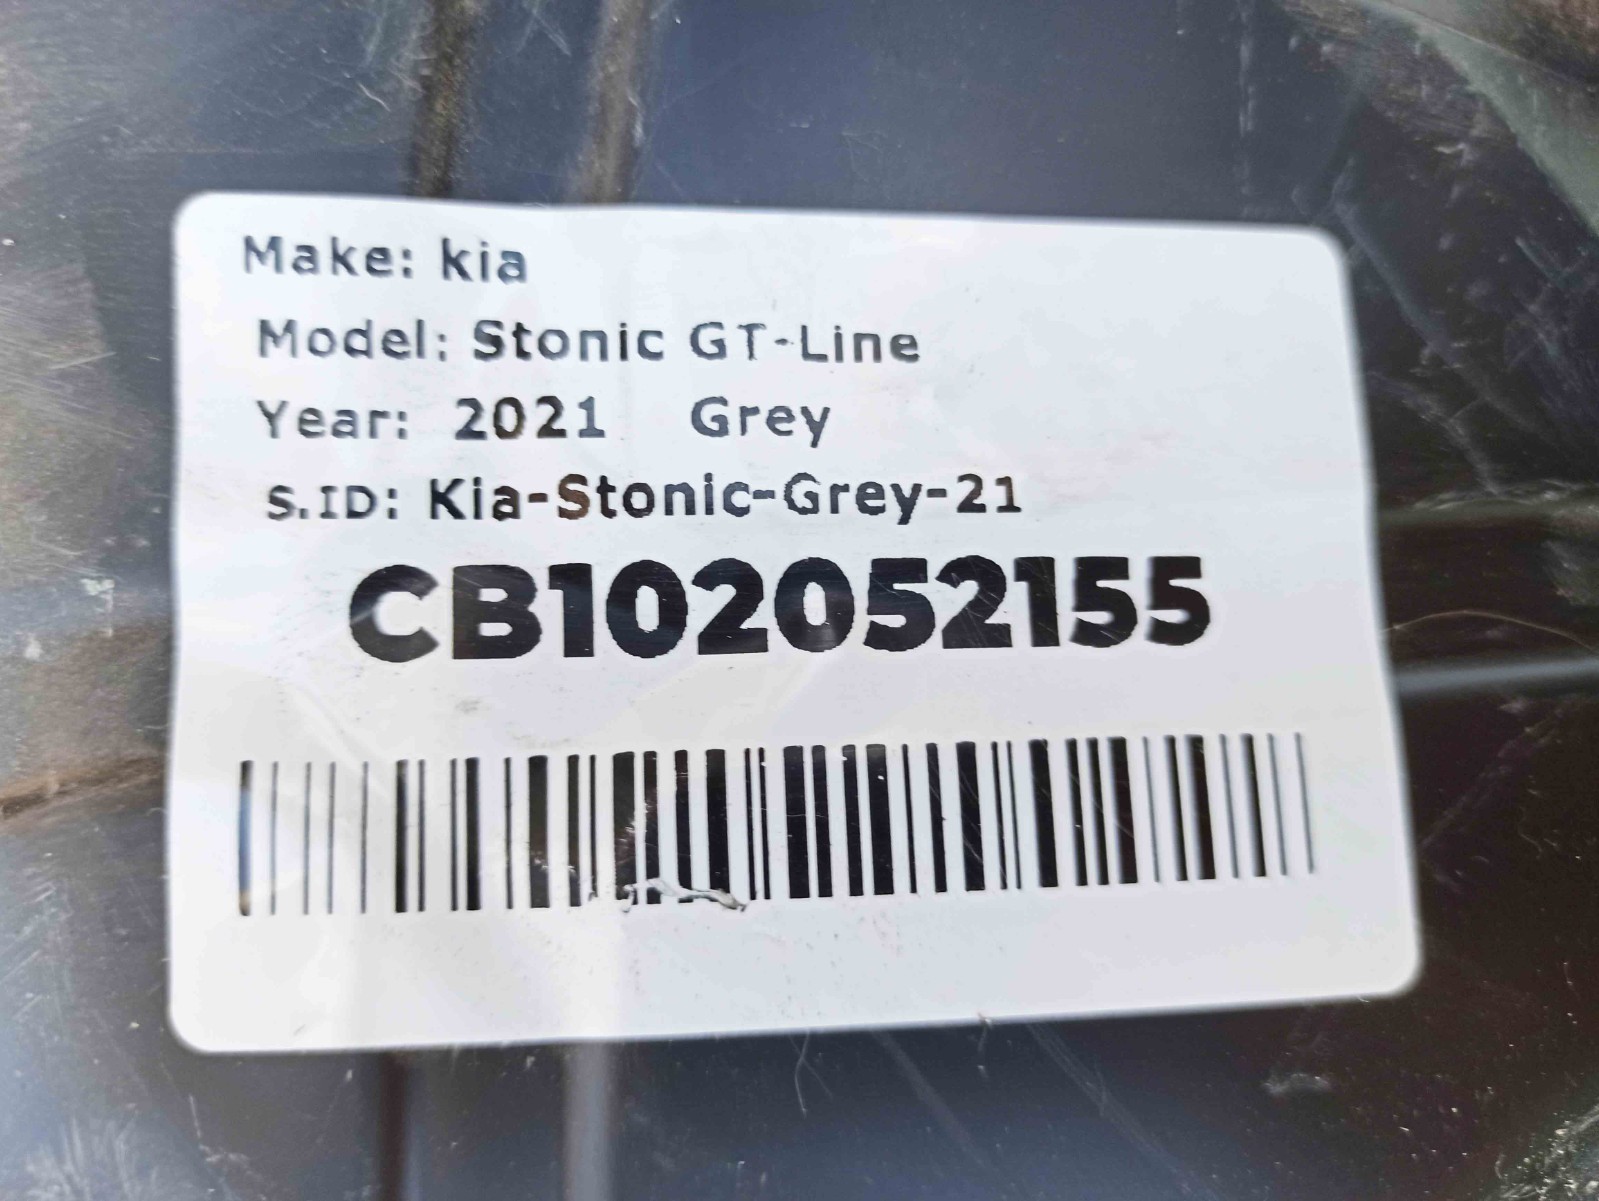 Make: kia
Model: Stonic GT-Line
Year: 2021 Grey
S.ID: Kia-Stonic-Grey-21
CB102052155